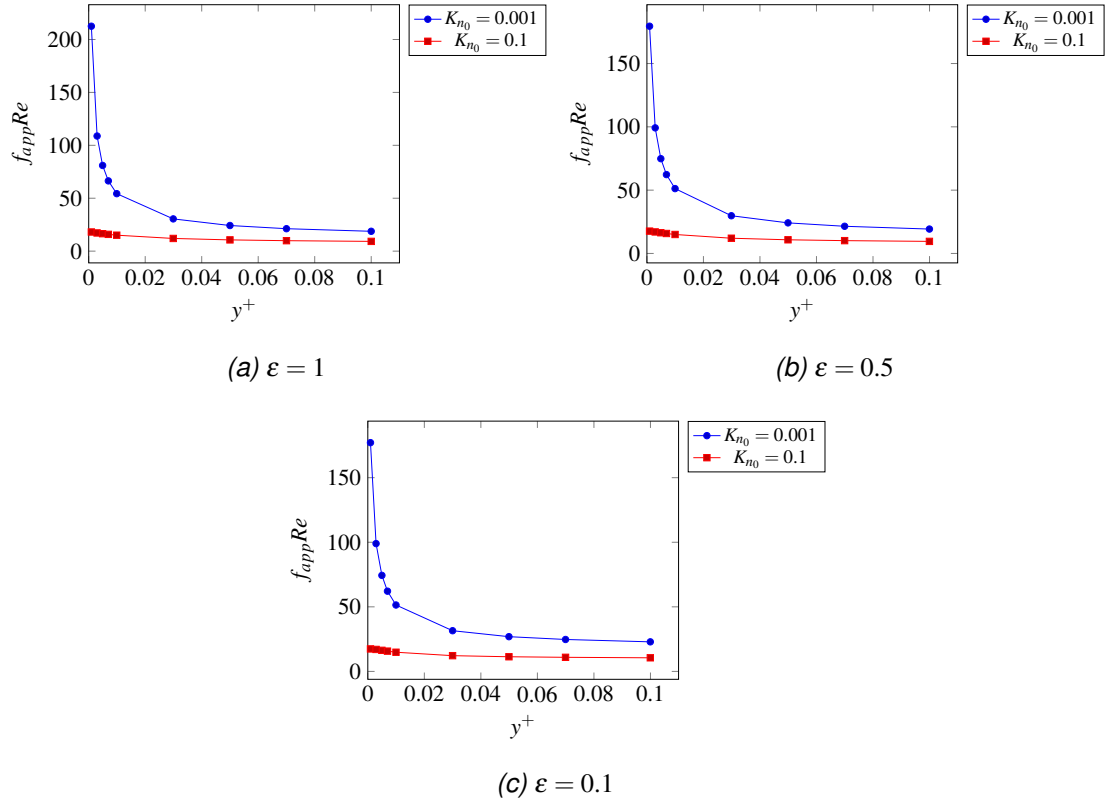 K_{n_0} = 0.001
K_{n_0} = 0.1
200
150
100
50
0
f_{app}Re
0 0.02 0.04 0.06 0.08 0.1
y^+
(a) ε = 1
K_{n_0} = 0.001
K_{n_0} = 0.1
150
100
50
0
f_{app}Re
0 0.02 0.04 0.06 0.08 0.1
y^+
(b) ε = 0.5
K_{n_0} = 0.001
K_{n_0} = 0.1
150
100
50
0
f_{app}Re
0 0.02 0.04 0.06 0.08 0.1
y^+
(c) ε = 0.1